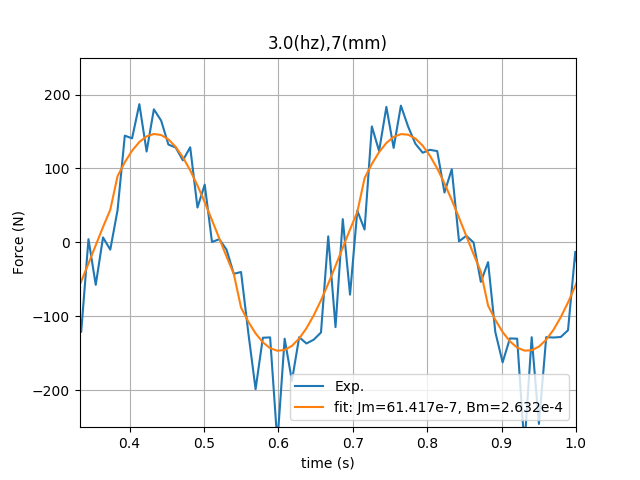 3.0(hz),7(mm)
200
100
0
−100
−200
Force (N)
Exp.
fit: Jm=61.417e-7, Bm=2.632e-4
0.4 0.5 0.6 0.7 0.8 0.9 1.0
time (s)